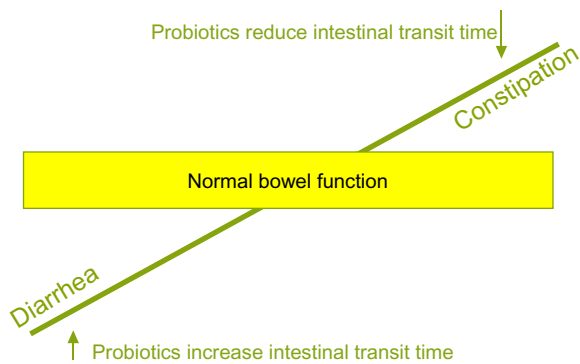 Probiotics reduce intestinal transit time
Constipation
Normal bowel function
Diarrhea
Probiotics increase intestinal transit time